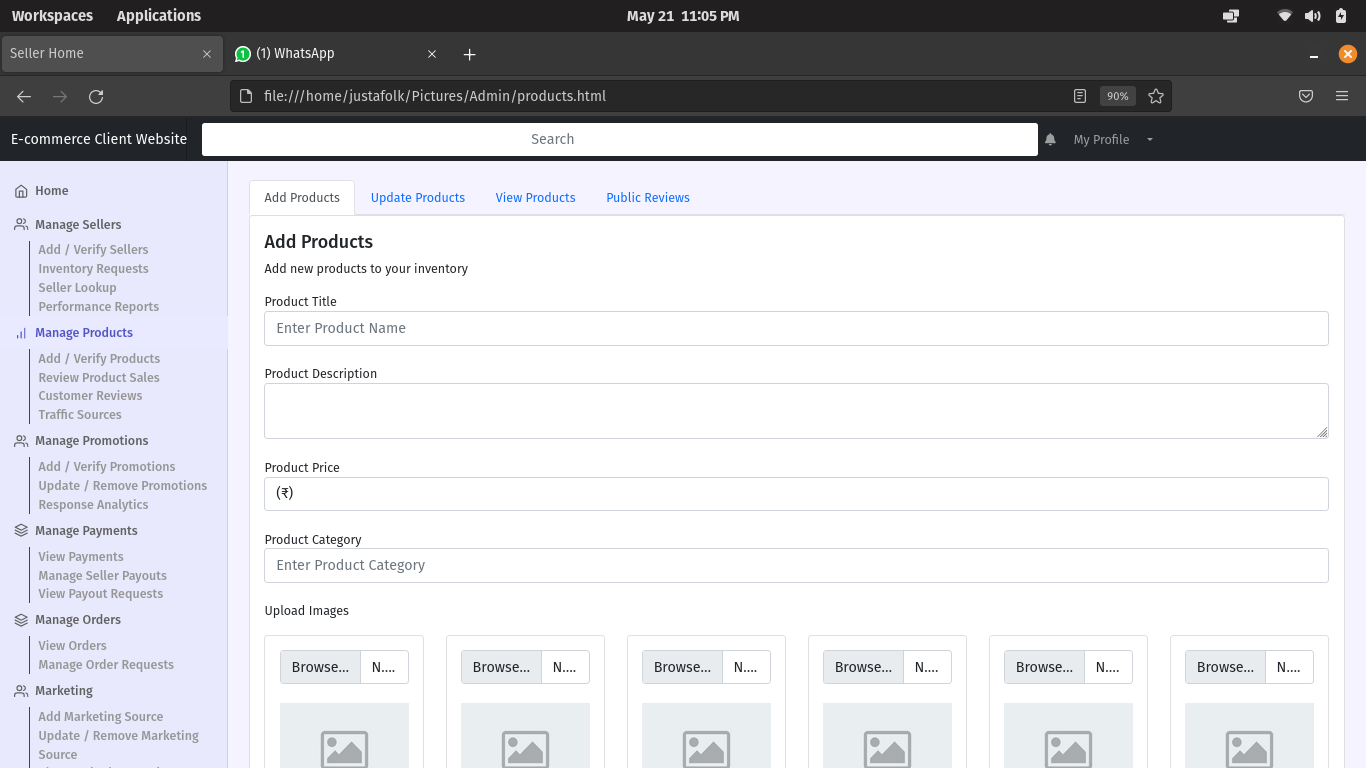 Workspaces Applications May 21 11:05 PM
Seller Home (1) WhatsApp
file:///home/justafolk/Pictures/Admin/products.html 90%
E-commerce Client Website Search My Profile
Home
Manage Sellers
Add / Verify Sellers
Inventory Requests
Seller Lookup
Performance Reports
Manage Products
Add / Verify Products
Review Product Sales
Customer Reviews
Traffic Sources
Manage Promotions
Add / Verify Promotions
Update / Remove Promotions
Response Analytics
Manage Payments
View Payments
Manage Seller Payouts
View Payout Requests
Manage Orders
View Orders
Manage Order Requests
Marketing
Add Marketing Source
Update / Remove Marketing
Source
Add Products Update Products View Products Public Reviews
Add Products
Add new products to your inventory
Product Title
Enter Product Name
Product Description
Product Price
(₹)
Product Category
Enter Product Category
Upload Images
Browse... N.... Browse... N.... Browse... N.... Browse... N.... Browse... N.... Browse... N....